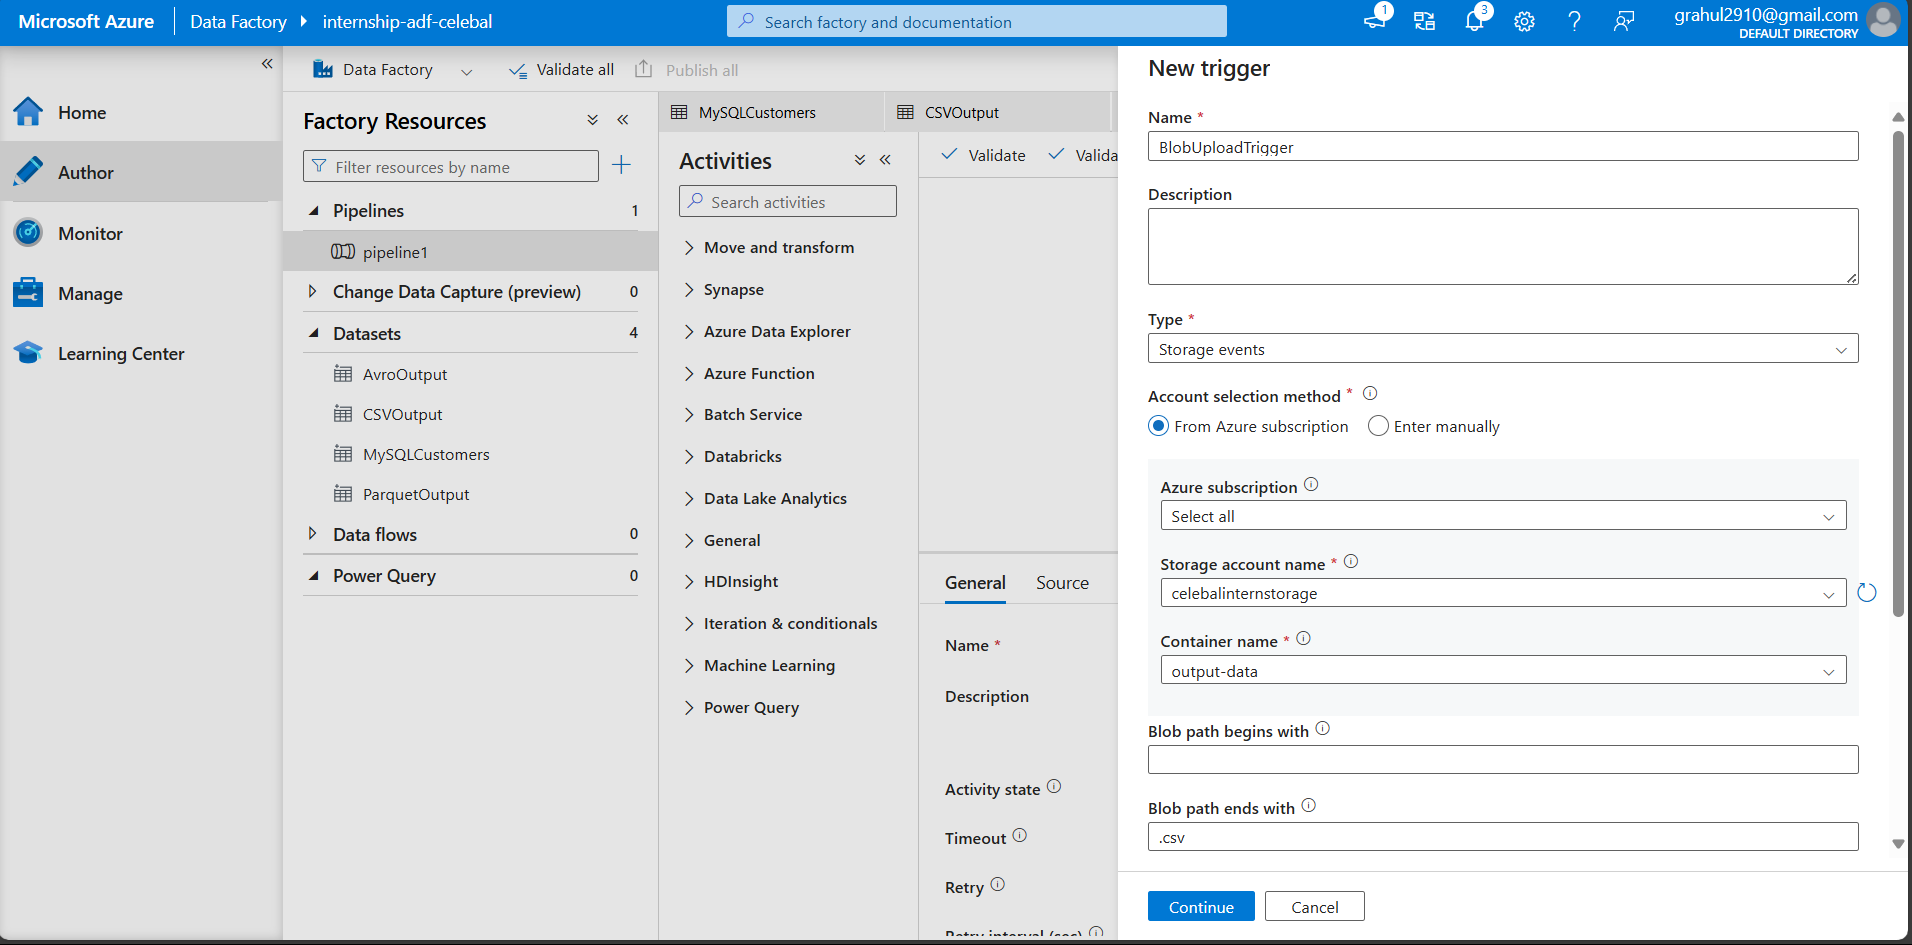 Microsoft Azure
Data Factory
internship-adf-celebal
Search factory and documentation
1
3
grahul2910@gmail.com
DEFAULT DIRECTORY
Home
Author
Monitor
Manage
Learning Center
Data Factory
Validate all
Publish all
Factory Resources
Filter resources by name
Pipelines 1
pipeline1
Change Data Capture (preview) 0
Datasets 4
AvroOutput
CSVOutput
MySQLCustomers
ParquetOutput
Data flows 0
Power Query 0
MySQLCustomers
CSVOutput
Activities
Search activities
Move and transform
Synapse
Azure Data Explorer
Azure Function
Batch Service
Databricks
Data Lake Analytics
General
HDInsight
Iteration & conditionals
Machine Learning
Power Query
Validate
Valida
General
Source
Name *
Description
Activity state
Timeout
Retry
Retry interval (sec)
New trigger
Name *
BlobUploadTrigger
Description
Type *
Storage events
Account selection method *
From Azure subscription
Enter manually
Azure subscription
Select all
Storage account name *
celebalinternstorage
Container name *
output-data
Blob path begins with
Blob path ends with
.csv
Continue
Cancel